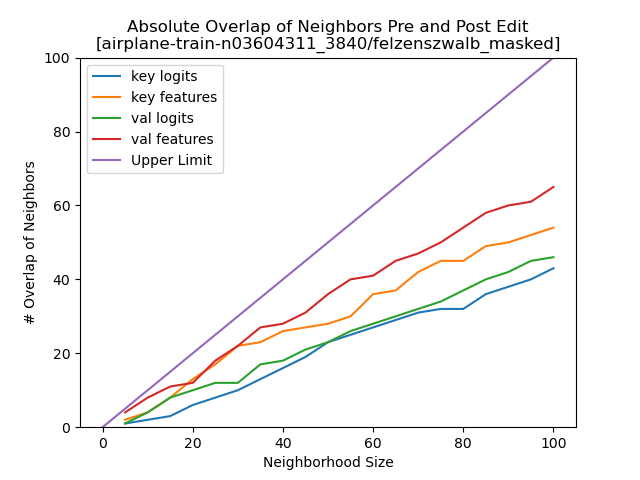 Absolute Overlap of Neighbors Pre and Post Edit
[airplane-train-n03604311_3840/felzenszwalb_masked]
key logits
key features
val logits
val features
Upper Limit
# Overlap of Neighbors
100
80
60
40
20
0
0 20 40 60 80 100
Neighborhood Size